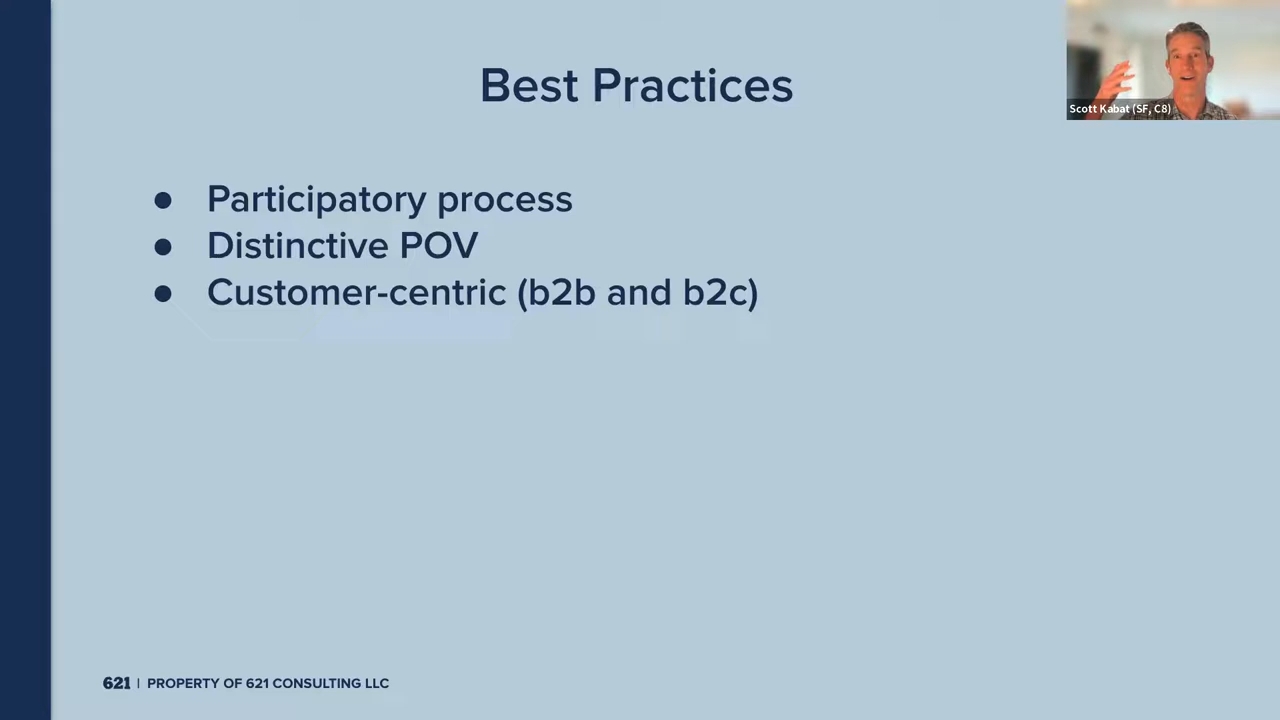 Best Practices
Scott Kabat (SF, C8)
● Participatory process
● Distinctive POV
● Customer-centric (b2b and b2c)
621 | PROPERTY OF 621 CONSULTING LLC